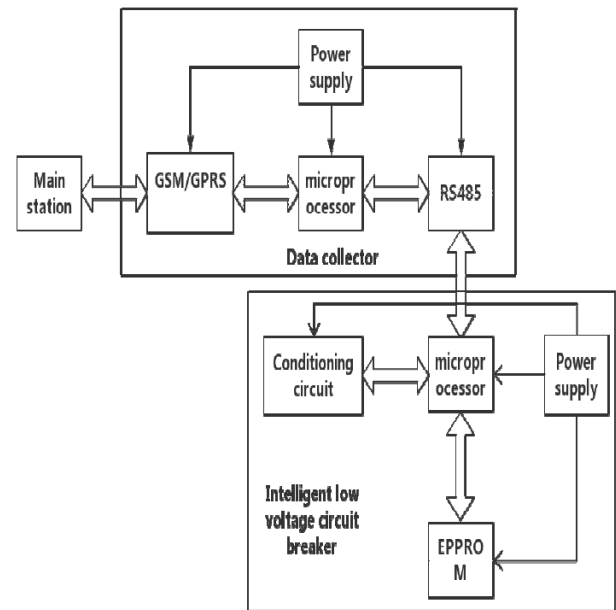 Power
supply
Main
station
GSM/GPRS
micropr
ocessor
RS485
Data collector
Conditioning
circuit
micropr
ocessor
Power
supply
Intelligent low
voltage circuit
breaker
EPPRO
M